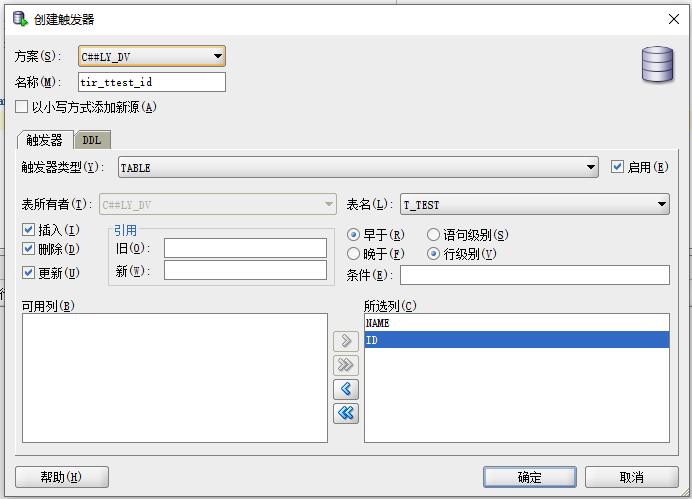 创建触发器
方案(S): C##LY_DV
名称(M): tir_ttest_id
以小写方式添加新源(A)
触发器 DDL
触发器类型(Y): TABLE 启用(E)
表所有者(T): C##LY_DV 表名(L): T_TEST
插入(I) 引用 早于(R) 语句级别(S)
删除(D) 旧(O): 晚于(F) 行级别(V)
更新(U) 新(W): 条件(E):
可用列(B) 所选列(C)
NAME
ID
帮助(H) 确定 取消